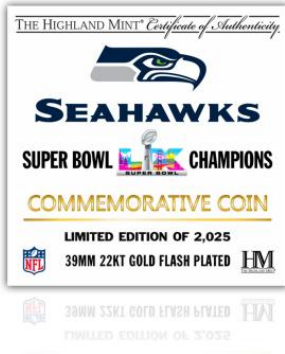 THE HIGHLAND MINT® Certificate of Authenticity
SEAHAWKS
SUPER BOWL LX CHAMPIONS
SUPER BOWL
COMMEMORATIVE COIN
LIMITED EDITION OF 2,025
NFL 39MM 22KT GOLD FLASH PLATED HM